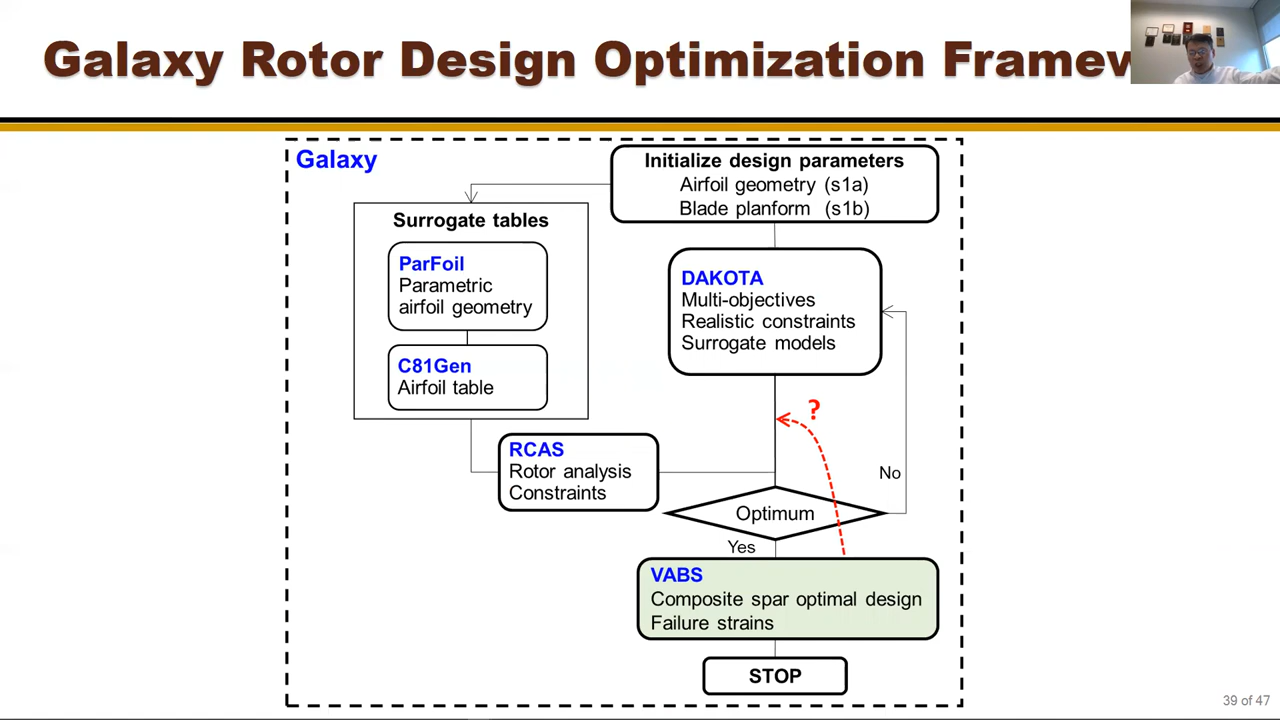 Galaxy Rotor Design Optimization
Galaxy
Initialize design parameters
Airfoil geometry (s1a)
Blade planform (s1b)
Surrogate tables
ParFoil
Parametric
airfoil geometry
C81Gen
Airfoil table
DAKOTA
Multi-objectives
Realistic constraints
Surrogate models
?
RCAS
Rotor analysis
Constraints
No
Optimum
Yes
VABS
Composite spar optimal design
Failure strains
STOP
39 of 47